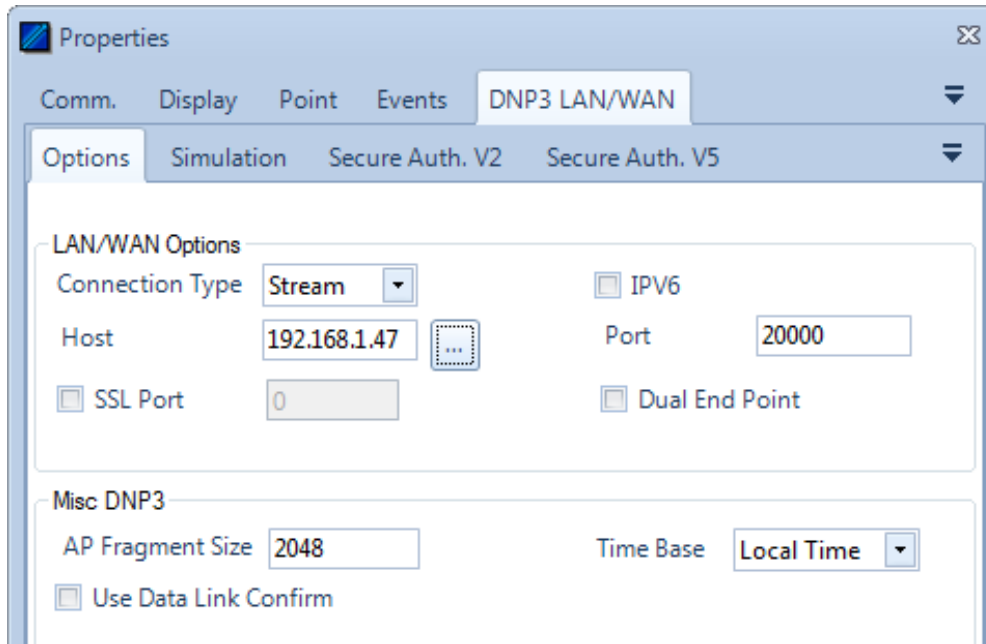 Properties
Comm. Display Point Events DNP3 LAN/WAN
Options Simulation Secure Auth. V2 Secure Auth. V5
LAN/WAN Options
Connection Type Stream IPV6
Host 192.168.1.47 ... Port 20000
SSL Port 0 Dual End Point
Misc DNP3
AP Fragment Size 2048 Time Base Local Time
Use Data Link Confirm